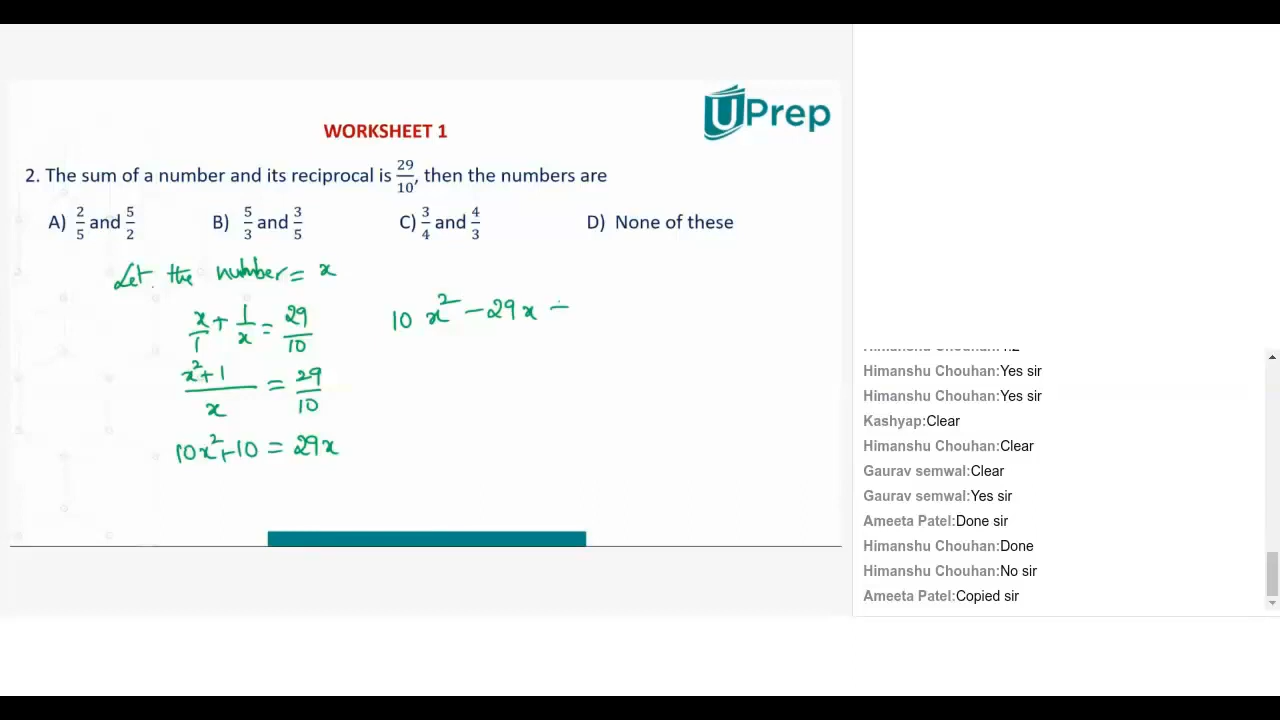 UPrep
WORKSHEET 1
2. The sum of a number and its reciprocal is 29/10, then the numbers are
A) 2/5 and 5/2 B) 5/3 and 3/5 C) 3/4 and 4/3 D) None of these
Let the number = x
x/1 + 1/x = 29/10
x²+1/x = 29/10
10x²+10 = 29x
10 x² - 29x
Himanshu Chouhan:Yes sir
Himanshu Chouhan:Yes sir
Kashyap:Clear
Himanshu Chouhan:Clear
Gaurav semwal:Clear
Gaurav semwal:Yes sir
Ameeta Patel:Done sir
Himanshu Chouhan:Done
Himanshu Chouhan:No sir
Ameeta Patel:Copied sir